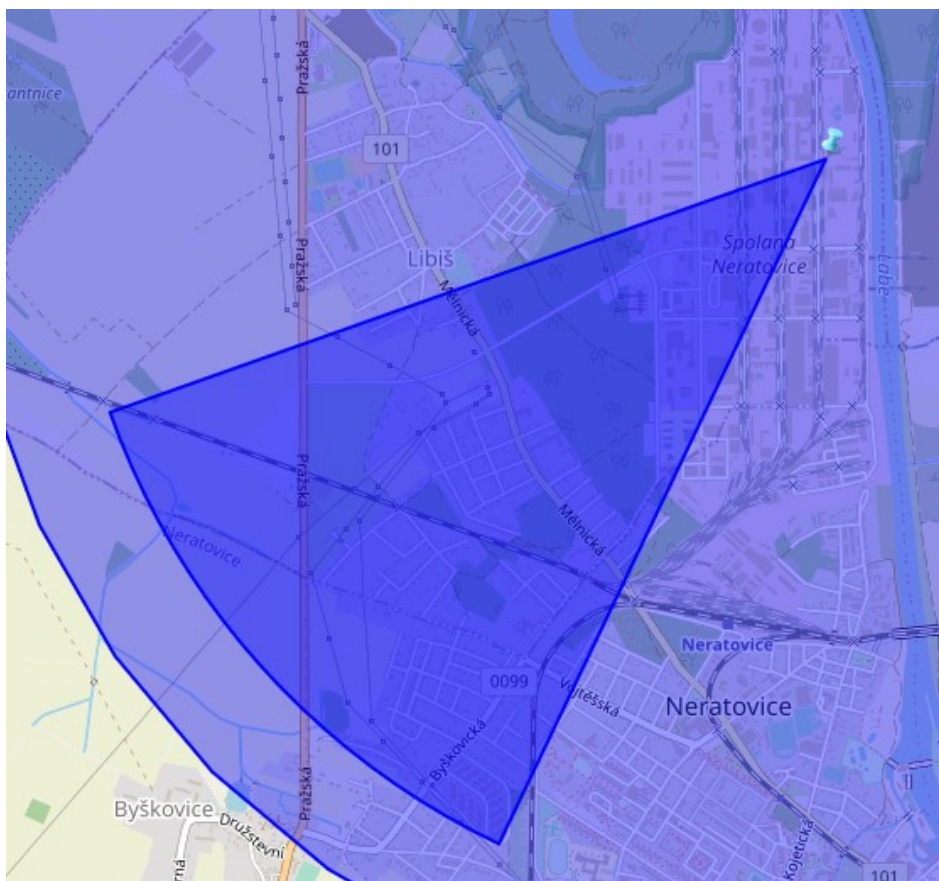 Pražská
antnice
101
Libiš
Pražská
Spolana
Neratovice
Labe
Mělnická
Pražská
Mělnická
Neratovice
Neratovice
0099
Vojtěšská
Neratovice
Byškovická
Pražská
Byškovice
Družstevní
Kojetická
rná
101